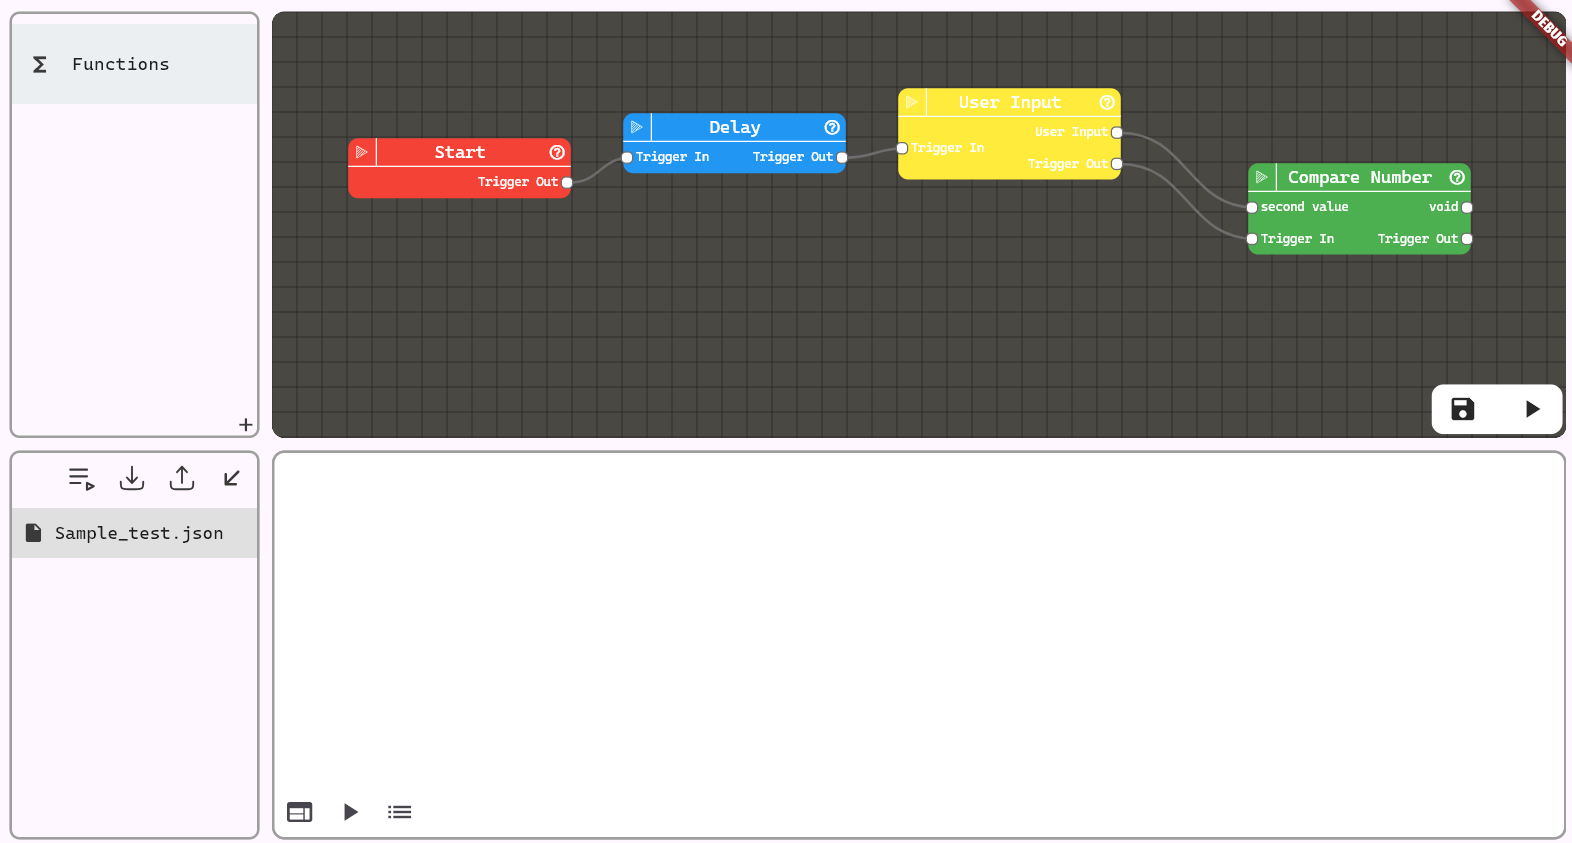 Functions
Start
Trigger Out
Delay
Trigger In Trigger Out
User Input
User Input
Trigger In
Trigger Out
Compare Number
second value void
Trigger In Trigger Out
DEBUG
Sample_test.json